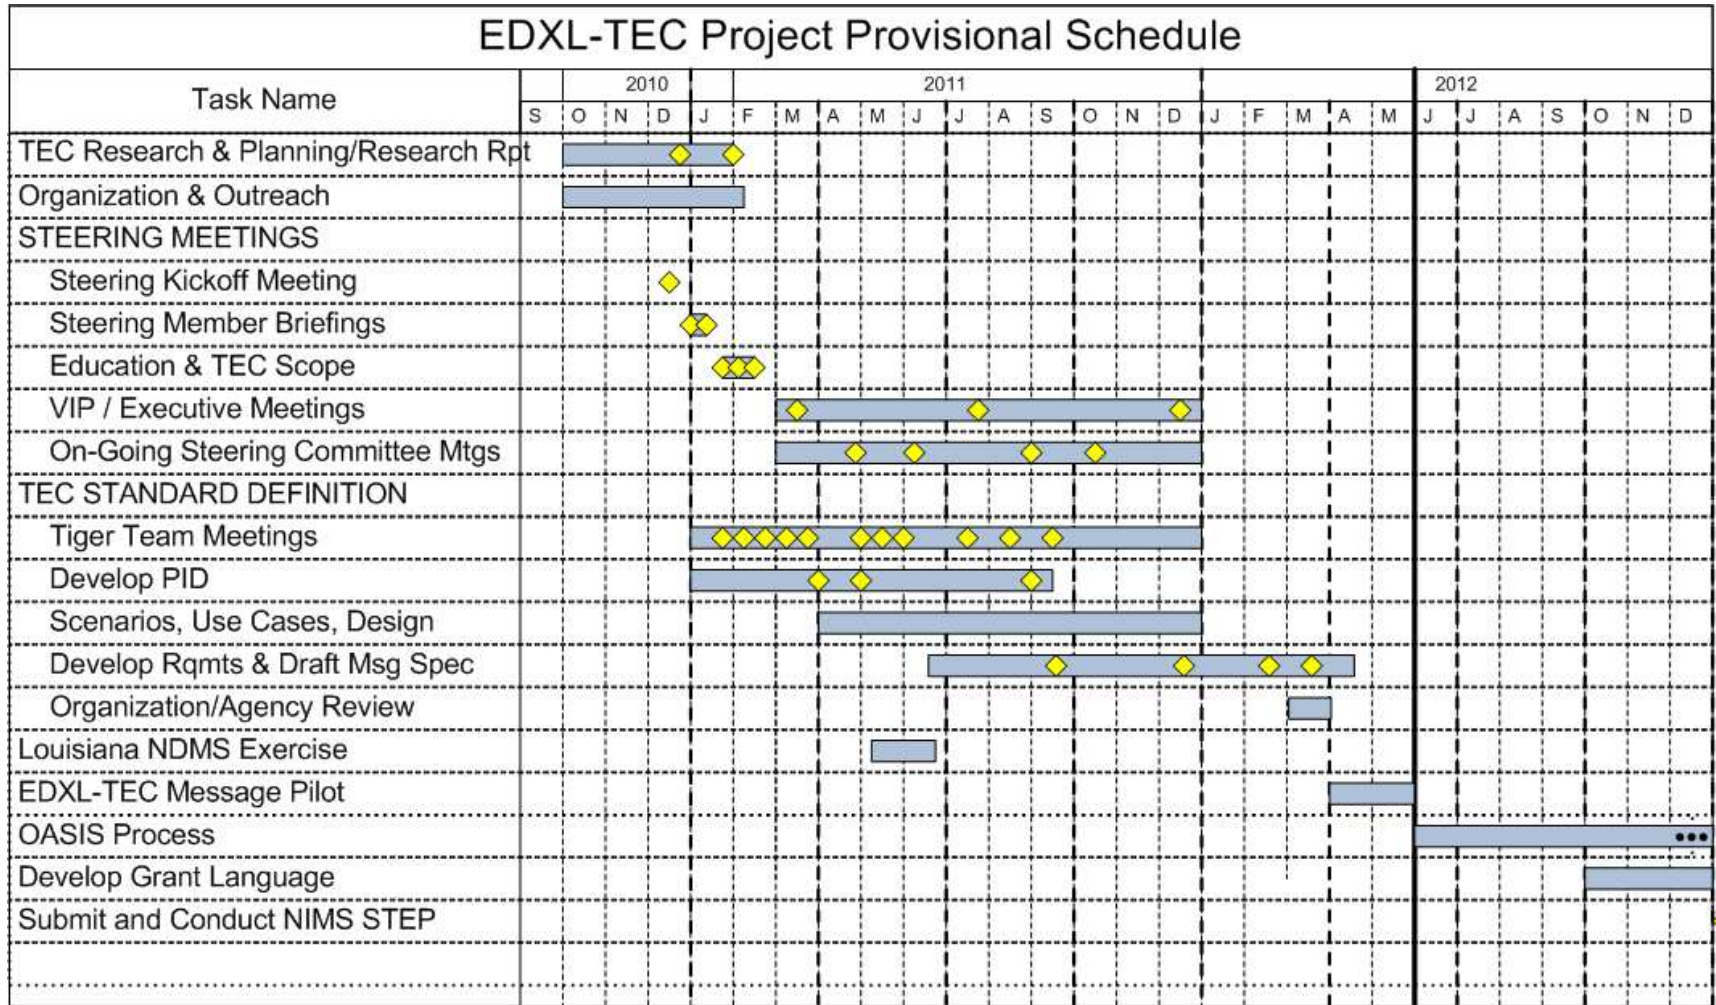 EDXL-TEC Project Provisional Schedule
Task Name
2010 2011 2012
S O N D J F M A M J J A S O N D J F M A M J J A S O N D
TEC Research & Planning/Research Rpt
Organization & Outreach
STEERING MEETINGS
Steering Kickoff Meeting
Steering Member Briefings
Education & TEC Scope
VIP / Executive Meetings
On-Going Steering Committee Mtgs
TEC STANDARD DEFINITION
Tiger Team Meetings
Develop PID
Scenarios, Use Cases, Design
Develop Rqmts & Draft Msg Spec
Organization/Agency Review
Louisiana NDMS Exercise
EDXL-TEC Message Pilot
OASIS Process
Develop Grant Language
Submit and Conduct NIMS STEP